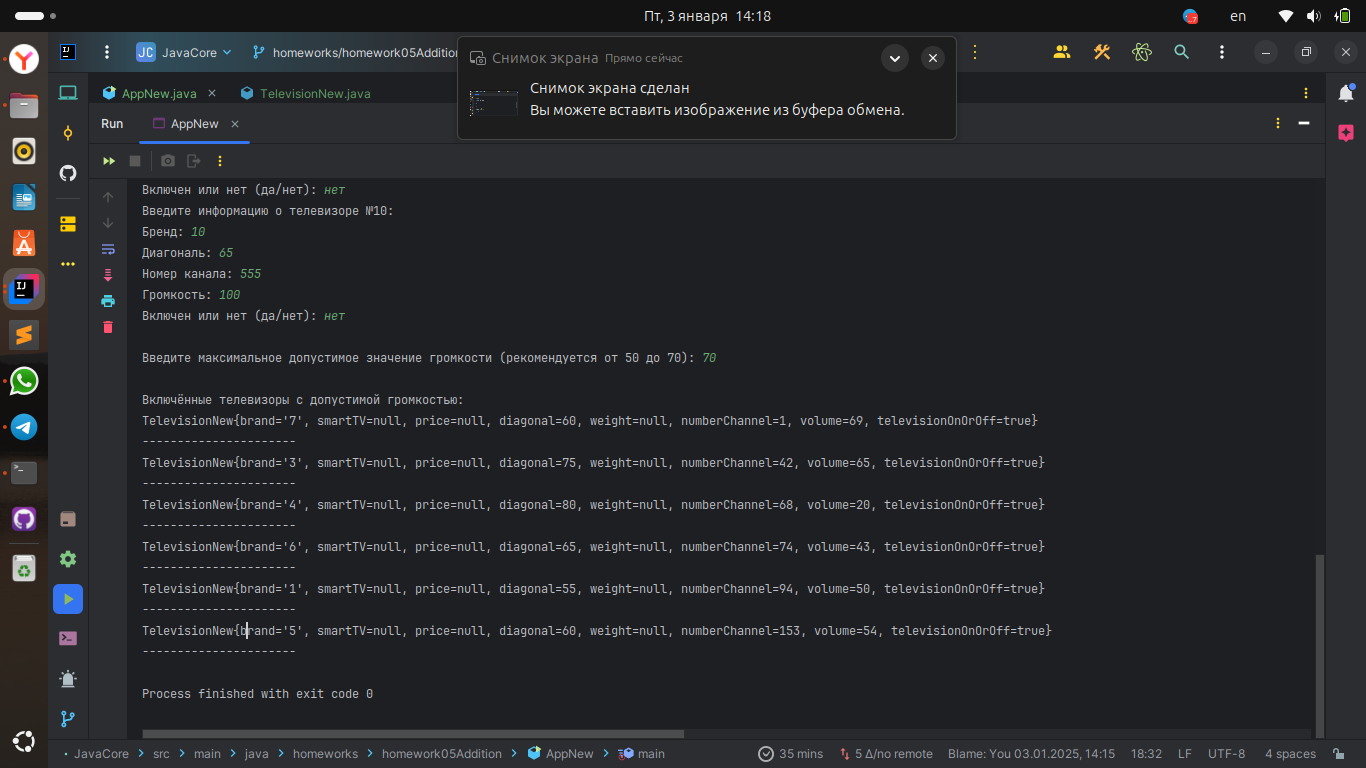 Пт, 3 января 14:18
en
JC JavaCore homeworks/homework05Addition
Снимок экрана Прямо сейчас
Снимок экрана сделан
Вы можете вставить изображение из буфера обмена.
AppNew.java TelevisionNew.java
Run AppNew
Включен или нет (да/нет): нет
Введите информацию о телевизоре №10:
Бренд: 10
Диагональ: 65
Номер канала: 555
Громкость: 100
Включен или нет (да/нет): нет
Введите максимальное допустимое значение громкости (рекомендуется от 50 до 70): 70
Включённые телевизоры с допустимой громкостью:
TelevisionNew{brand='7', smartTV=null, price=null, diagonal=60, weight=null, numberChannel=1, volume=69, televisionOnOrOff=true}
----------------------
TelevisionNew{brand='3', smartTV=null, price=null, diagonal=75, weight=null, numberChannel=42, volume=65, televisionOnOrOff=true}
----------------------
TelevisionNew{brand='4', smartTV=null, price=null, diagonal=80, weight=null, numberChannel=68, volume=20, televisionOnOrOff=true}
----------------------
TelevisionNew{brand='6', smartTV=null, price=null, diagonal=65, weight=null, numberChannel=74, volume=43, televisionOnOrOff=true}
----------------------
TelevisionNew{brand='1', smartTV=null, price=null, diagonal=55, weight=null, numberChannel=94, volume=50, televisionOnOrOff=true}
----------------------
TelevisionNew{brand='5', smartTV=null, price=null, diagonal=60, weight=null, numberChannel=153, volume=54, televisionOnOrOff=true}
----------------------
Process finished with exit code 0
JavaCore > src > main > java > homeworks > homework05Addition > AppNew > main 35 mins 5 Δ/no remote Blame: You 03.01.2025, 14:15 18:32 LF UTF-8 4 spaces